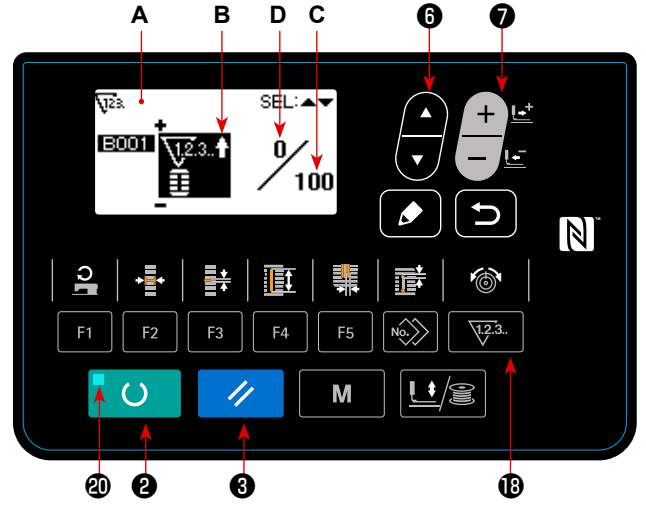 A B D C ❻ ❼
123. SEL:▲▼
B001 1.2.3.. 0
100
F1 F2 F3 F4 F5 No. 1.2.3..
M
⓴ ❷ ❸ ⓲